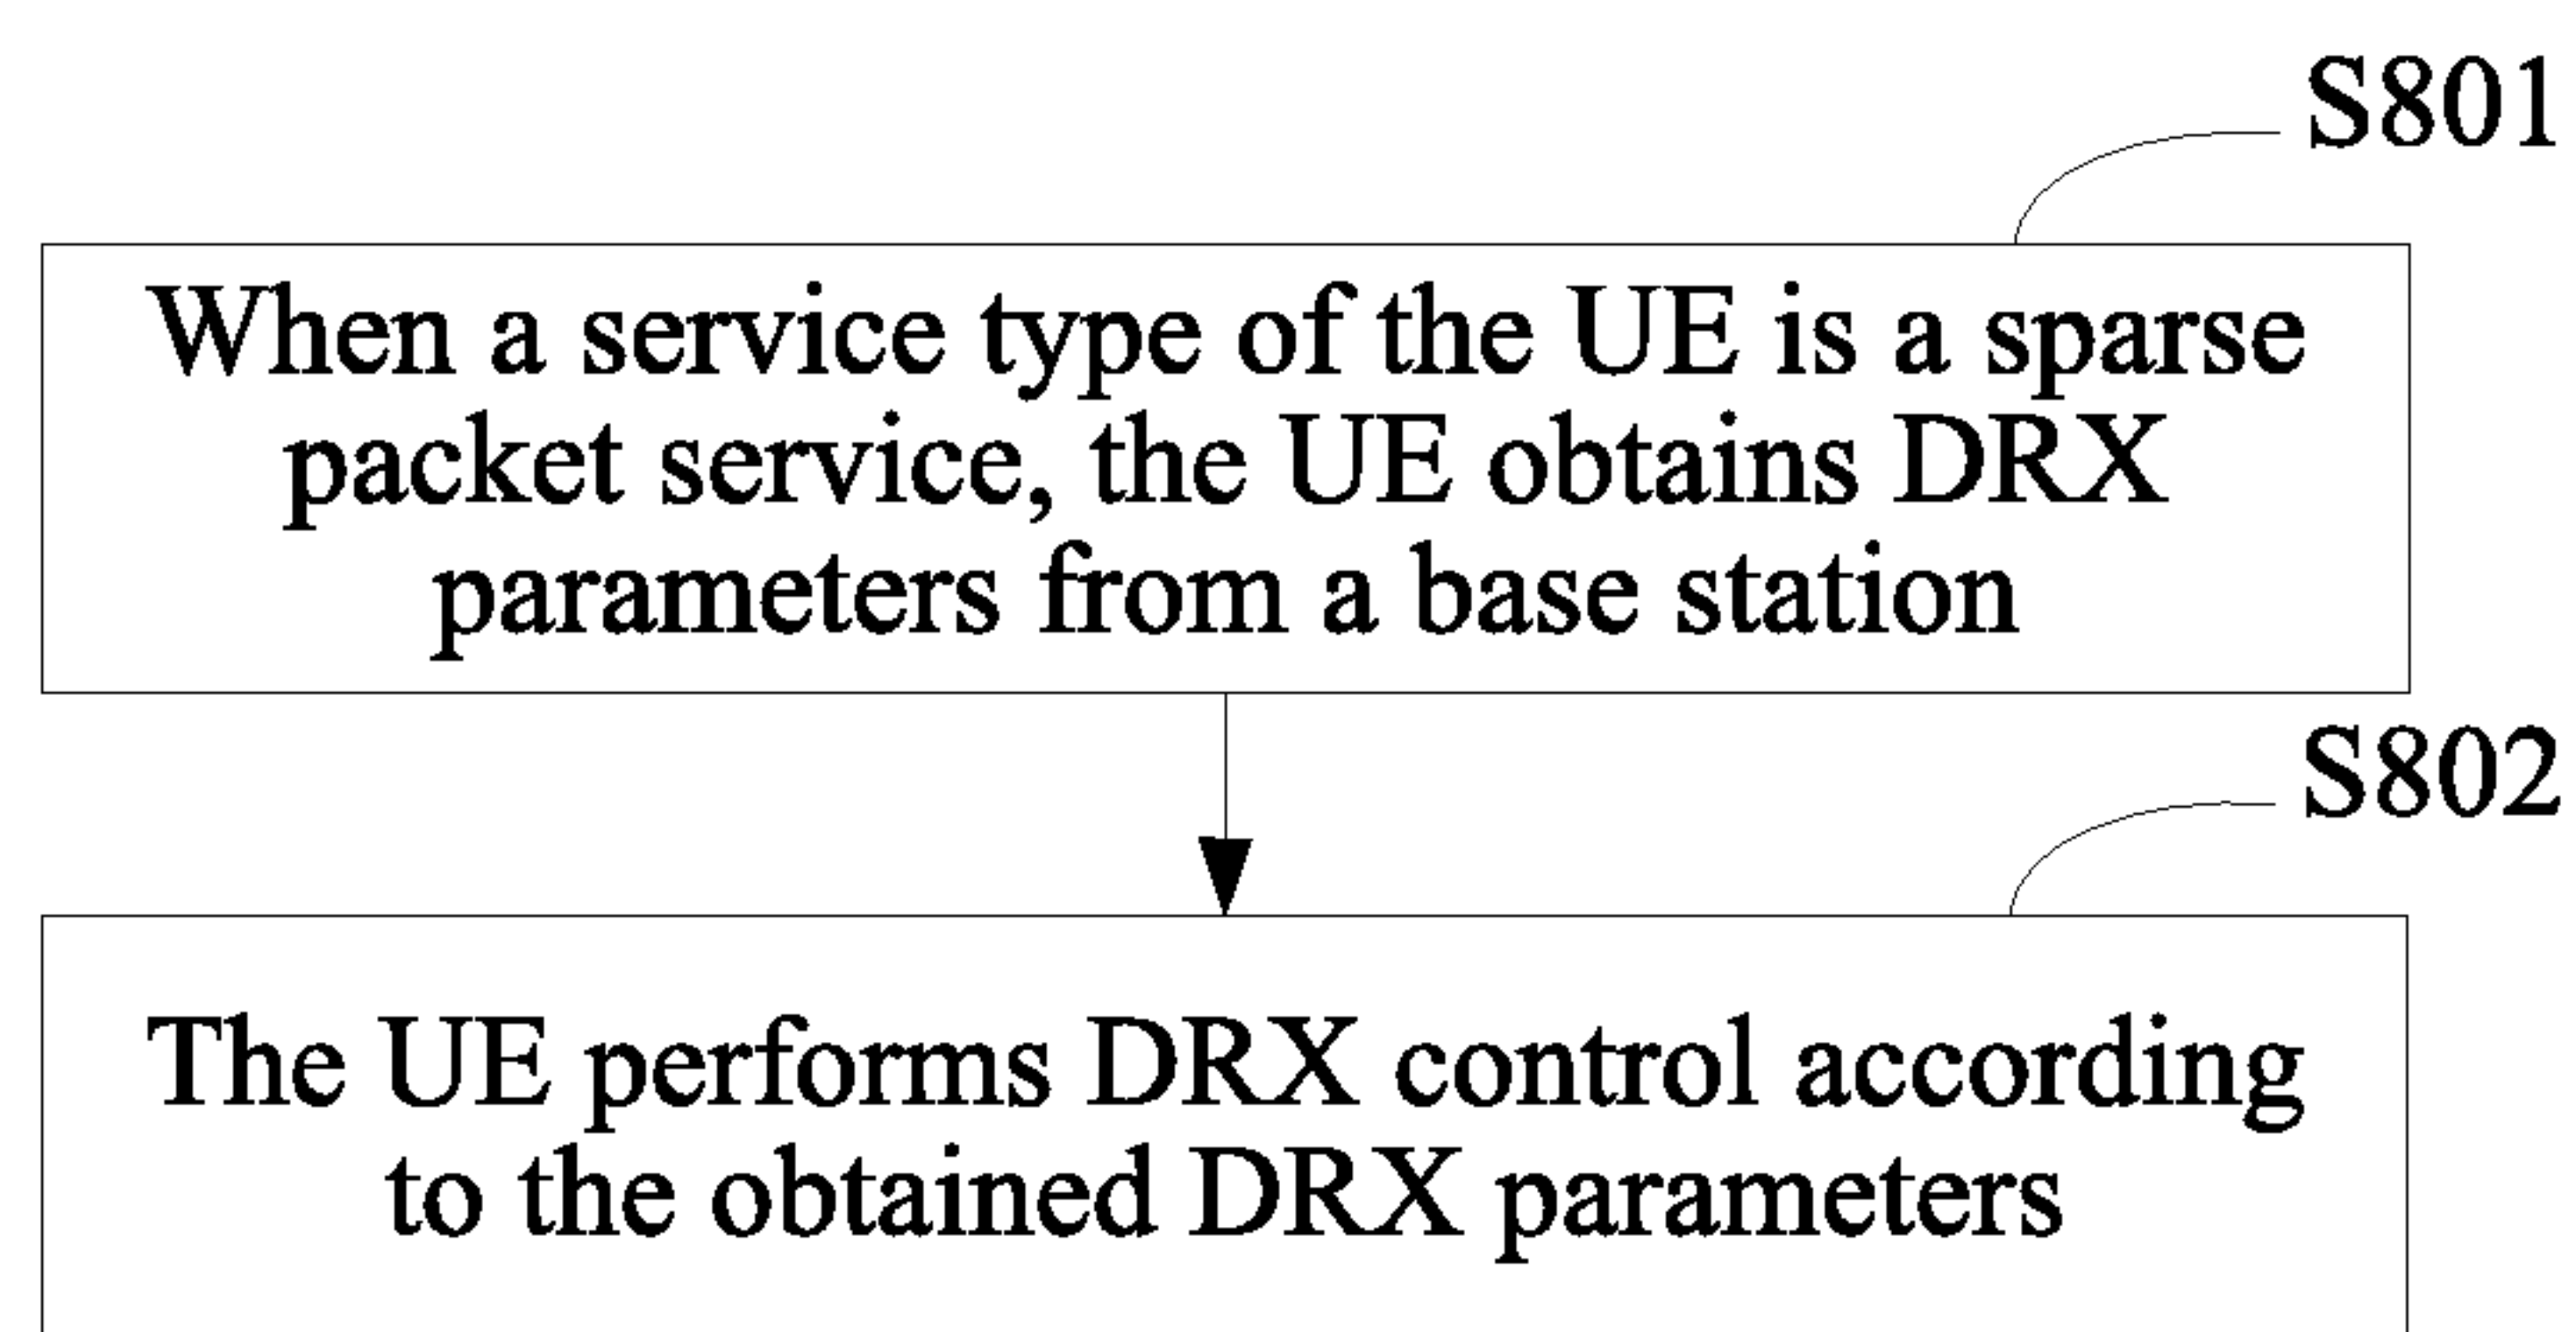 S801
When a service type of the UE is a sparse
packet service, the UE obtains DRX
parameters from a base station
S802
The UE performs DRX control according
to the obtained DRX parameters